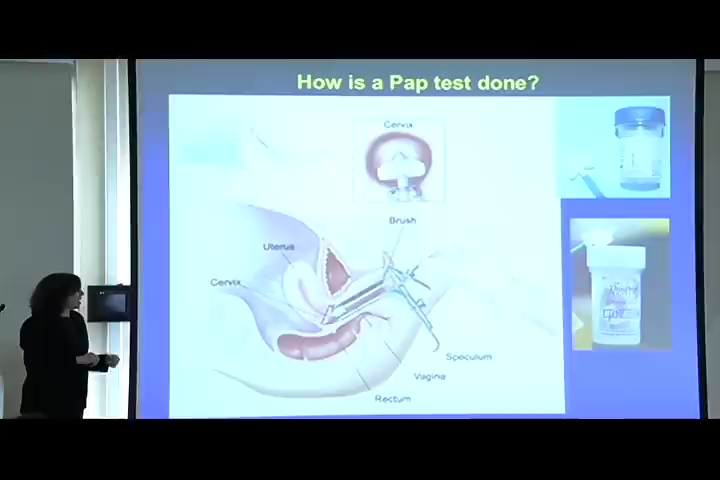 How is a Pap test done?
Cervix
Brush
Uterus
Cervix
Speculum
Vagina
Rectum